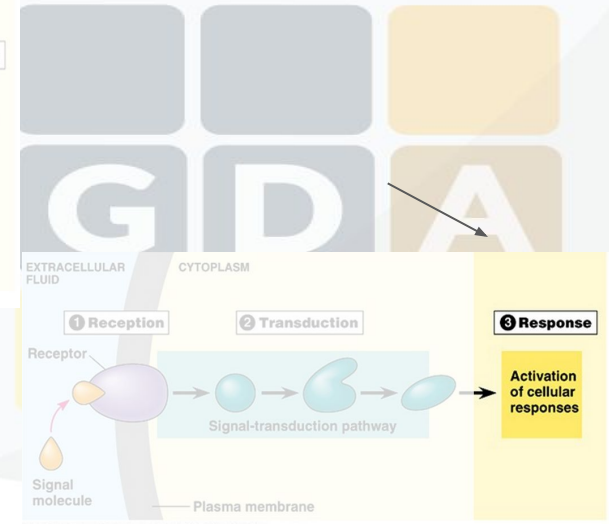 G D A
EXTRACELLULAR
FLUID
CYTOPLASM
1 Reception
2 Transduction
3 Response
Receptor
Activation
of cellular
responses
Signal-transduction pathway
Signal
molecule
Plasma membrane